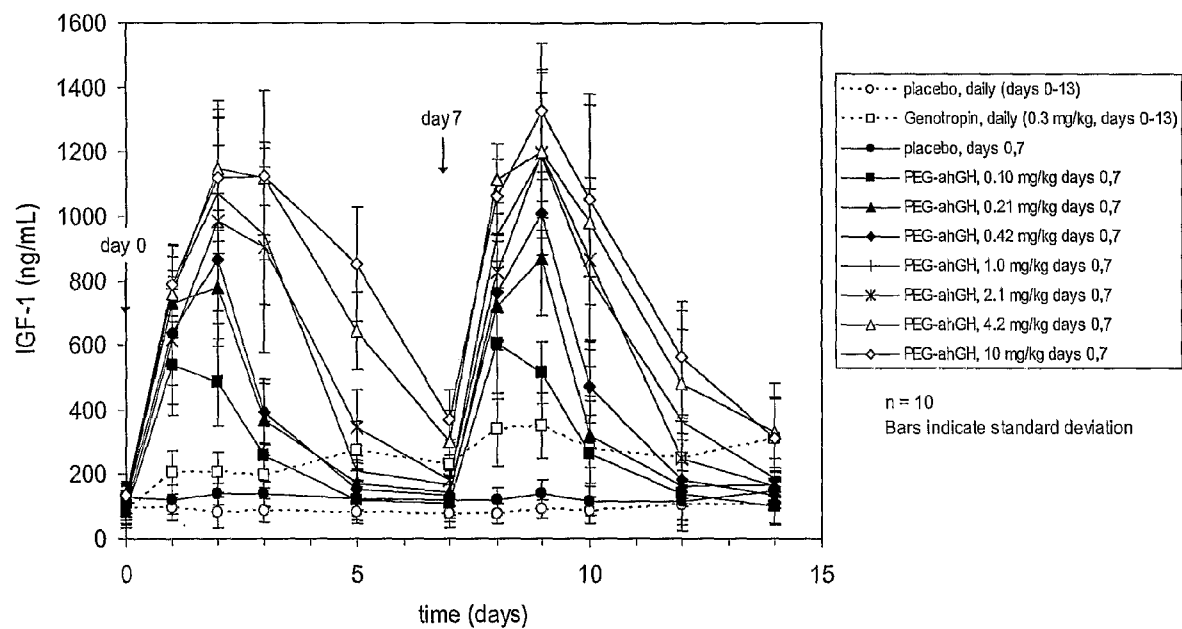 1600
1400
1200
1000
800
600
400
200
0
IGF-1 (ng/mL)
day 0
day 7
0
5
10
15
time (days)
placebo, daily (days 0-13)
Genotropin, daily (0.3 mg/kg, days 0-13)
placebo, days 0,7
PEG-ahGH, 0.10 mg/kg days 0,7
PEG-ahGH, 0.21 mg/kg days 0,7
PEG-ahGH, 0.42 mg/kg days 0,7
PEG-ahGH, 1.0 mg/kg days 0,7
PEG-ahGH, 2.1 mg/kg days 0,7
PEG-ahGH, 4.2 mg/kg days 0,7
PEG-ahGH, 10 mg/kg days 0,7
n = 10
Bars indicate standard deviation